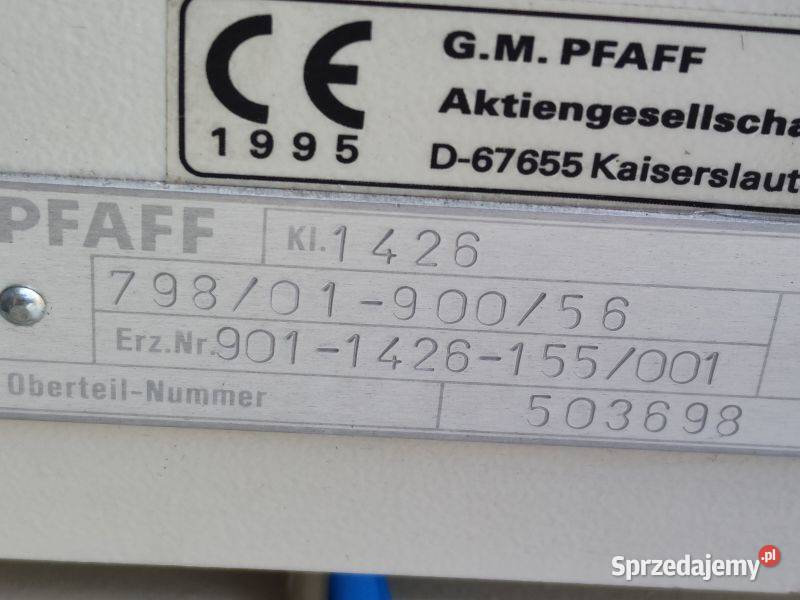 CE
G.M. PFAFF
Aktiengesellscha
1995
D-67655 Kaiserslaut
PFAFF
Kl. 1426
798/01-900/56
Erz.Nr. 901-1426-155/001
Oberteil-Nummer 503698
Sprzedajemy.pl